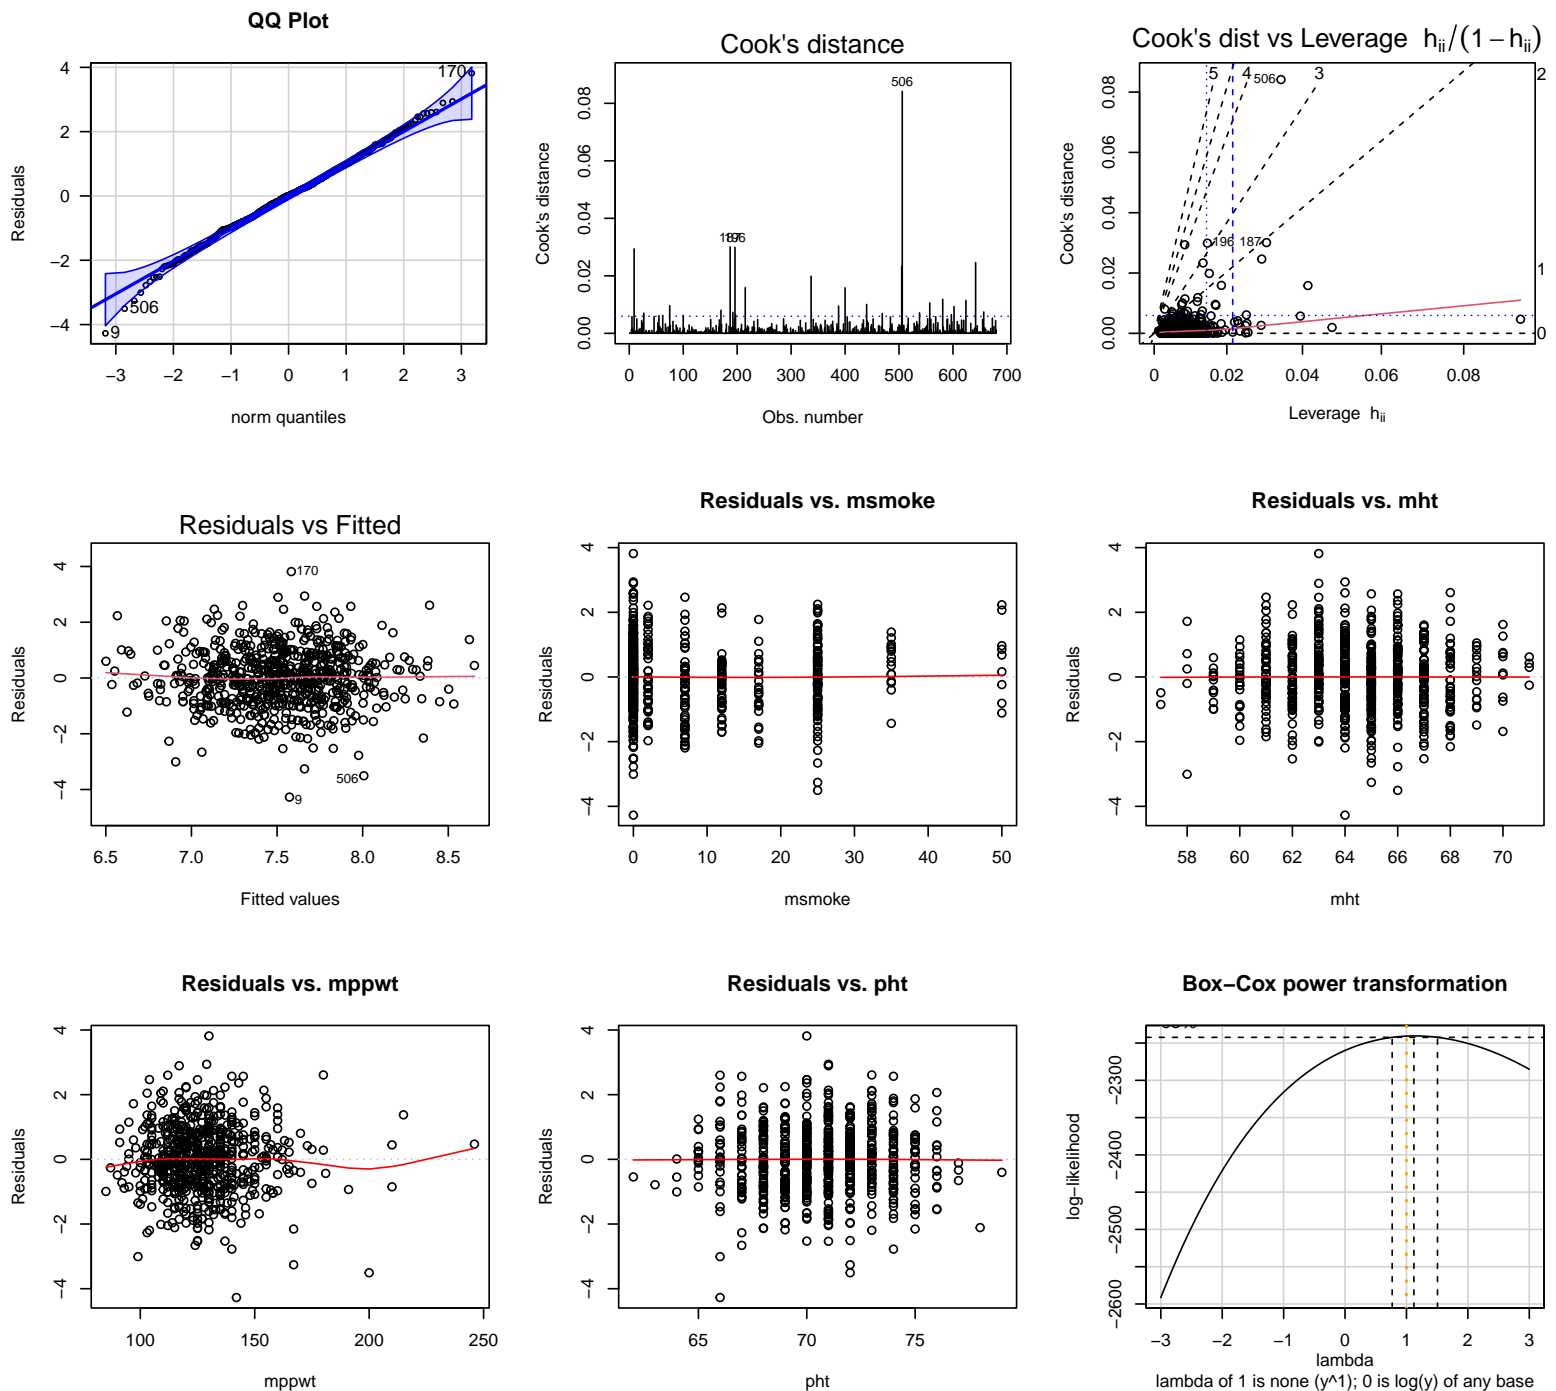 QQ Plot
Residuals
norm quantiles
4
2
0
−2
−4
−3 −2 −1 0 1 2 3
170
506
9
Cook's distance
Cook's distance
Obs. number
0.08
0.06
0.04
0.02
0.00
0 100 200 300 400 500 600 700
506
196
Cook's dist vs Leverage hii/(1−hii)
Cook's distance
Leverage hii
0.08
0.06
0.04
0.02
0.00
0 0.02 0.04 0.06 0.08
5 4 3 2
1
0
506
196 187
Residuals vs Fitted
Residuals
Fitted values
4
2
0
−2
−4
6.5 7.0 7.5 8.0 8.5
170
506
9
Residuals vs. msmoke
Residuals
msmoke
4
2
0
−2
−4
0 10 20 30 40 50
Residuals vs. mht
Residuals
mht
4
2
0
−2
−4
58 60 62 64 66 68 70
Residuals vs. mppwt
Residuals
mppwt
4
2
0
−2
−4
100 150 200 250
Residuals vs. pht
Residuals
pht
4
2
0
−2
−4
65 70 75
Box−Cox power transformation
log−likelihood
−2300
−2400
−2500
−2600
−3 −2 −1 0 1 2 3
lambda
lambda of 1 is none (y^1); 0 is log(y) of any base